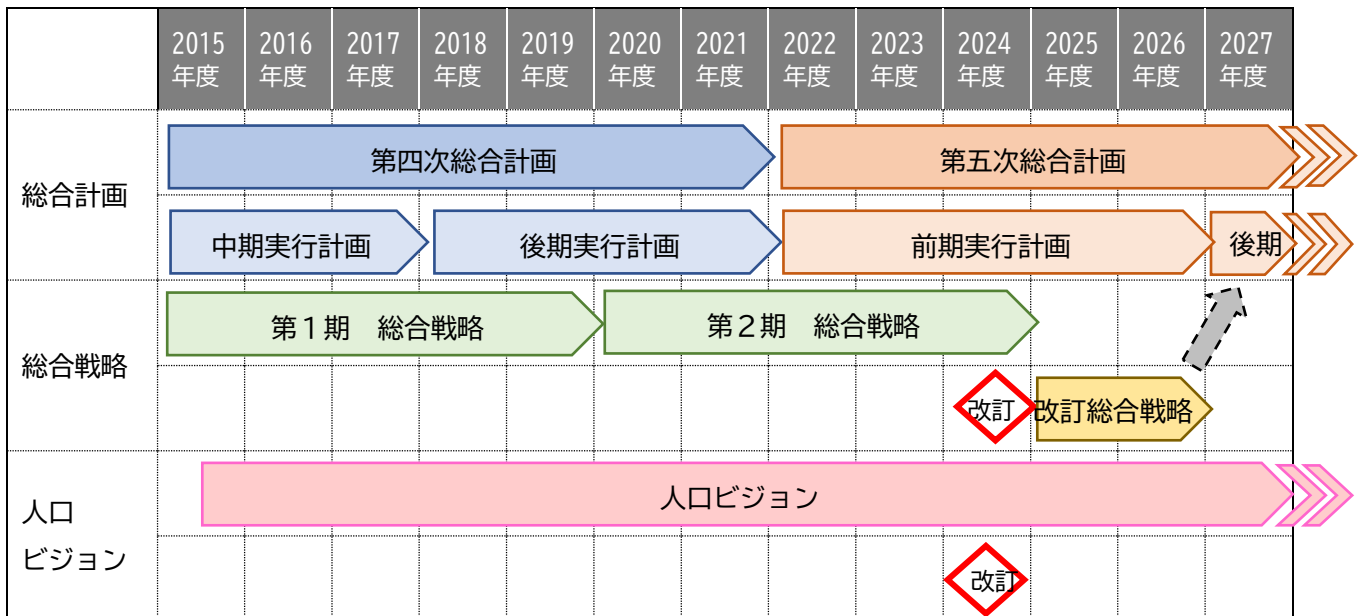 2015 2016 2017 2018 2019 2020 2021 2022 2023 2024 2025 2026 2027
年度 年度 年度 年度 年度 年度 年度 年度 年度 年度 年度 年度 年度
総合計画
第四次総合計画 第五次総合計画
中期実行計画 後期実行計画 前期実行計画 後期
総合戦略
第1期　総合戦略 第2期　総合戦略
改訂 改訂総合戦略
人口
ビジョン
人口ビジョン
改訂